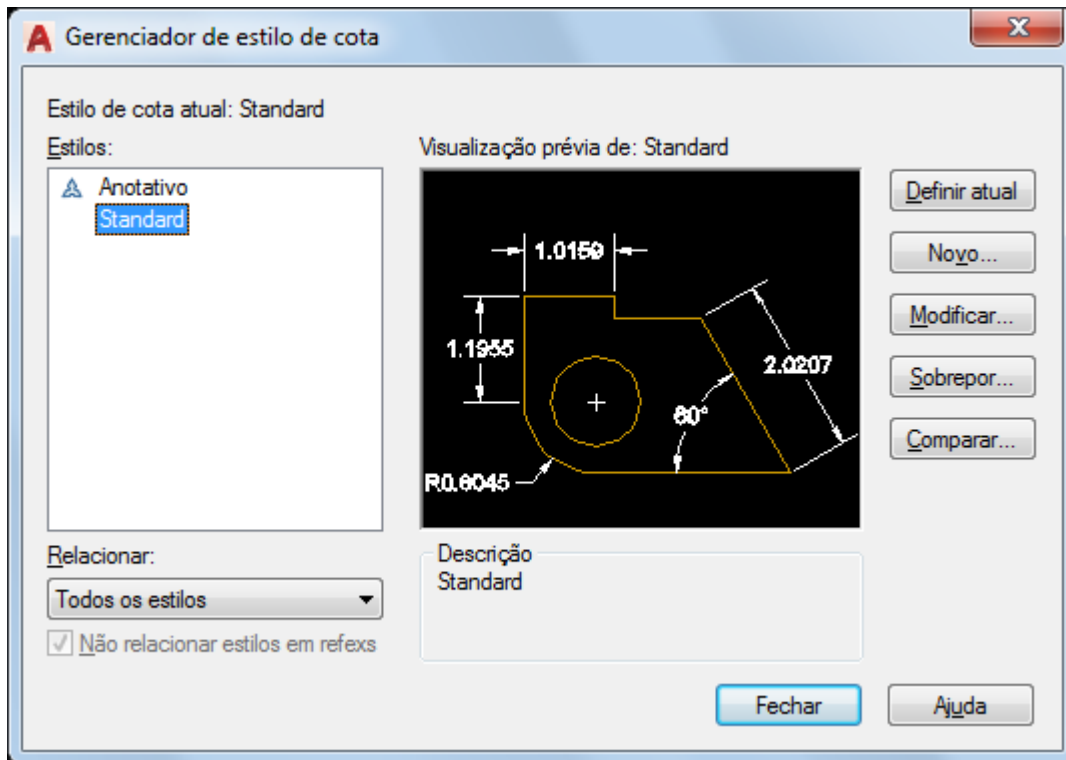 Gerenciador de estilo de cota
Estilo de cota atual: Standard
Estilos:
Anotativo
Standard
Visualização prévia de: Standard
1.0159
1.1955
2.0207
60°
R0.6045
Definir atual
Novo...
Modificar...
Sobrepor...
Comparar...
Relacionar:
Todos os estilos
Não relacionar estilos em refexs
Descrição
Standard
Fechar
Ajuda